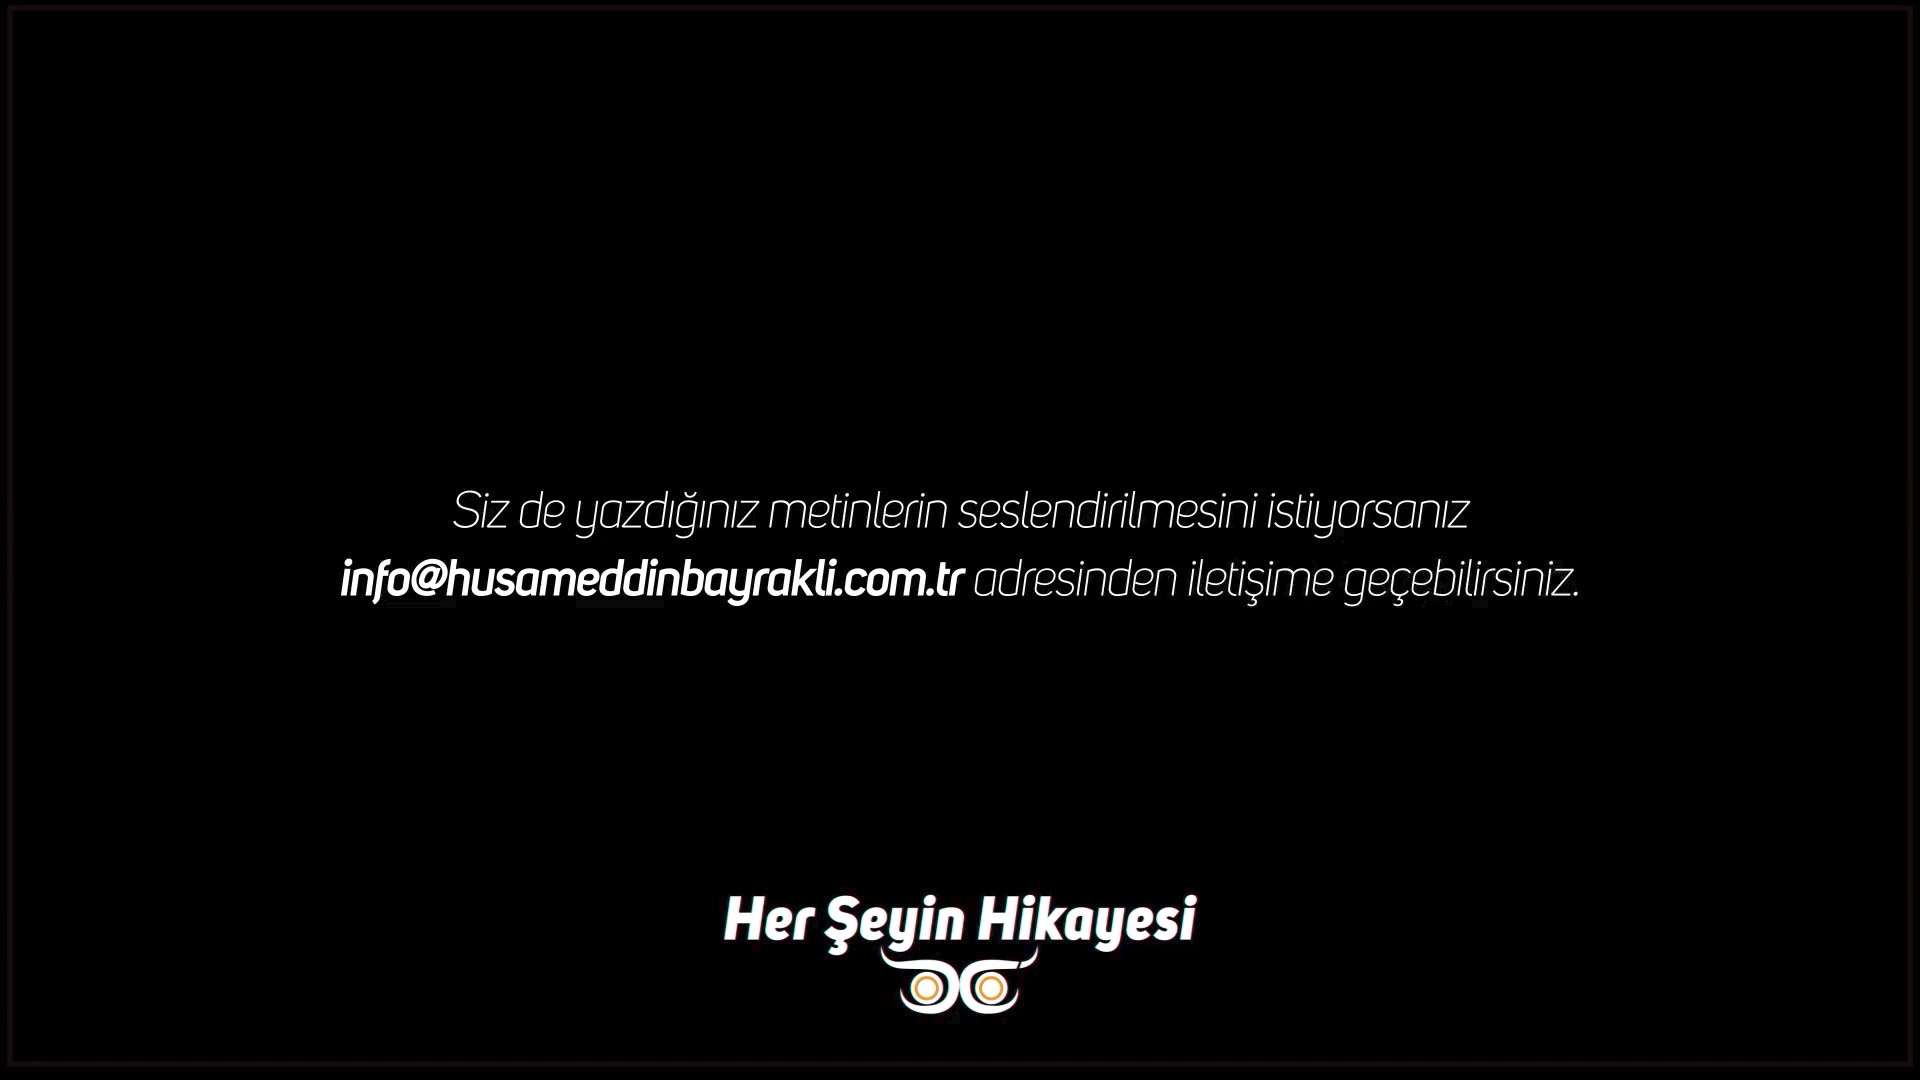 Siz de yazdığınız metinlerin seslendirilmesini istiyorsanız
info@husameddinbayrakli.com.tr adresinden iletişime geçebilirsiniz.
Her Şeyin Hikayesi